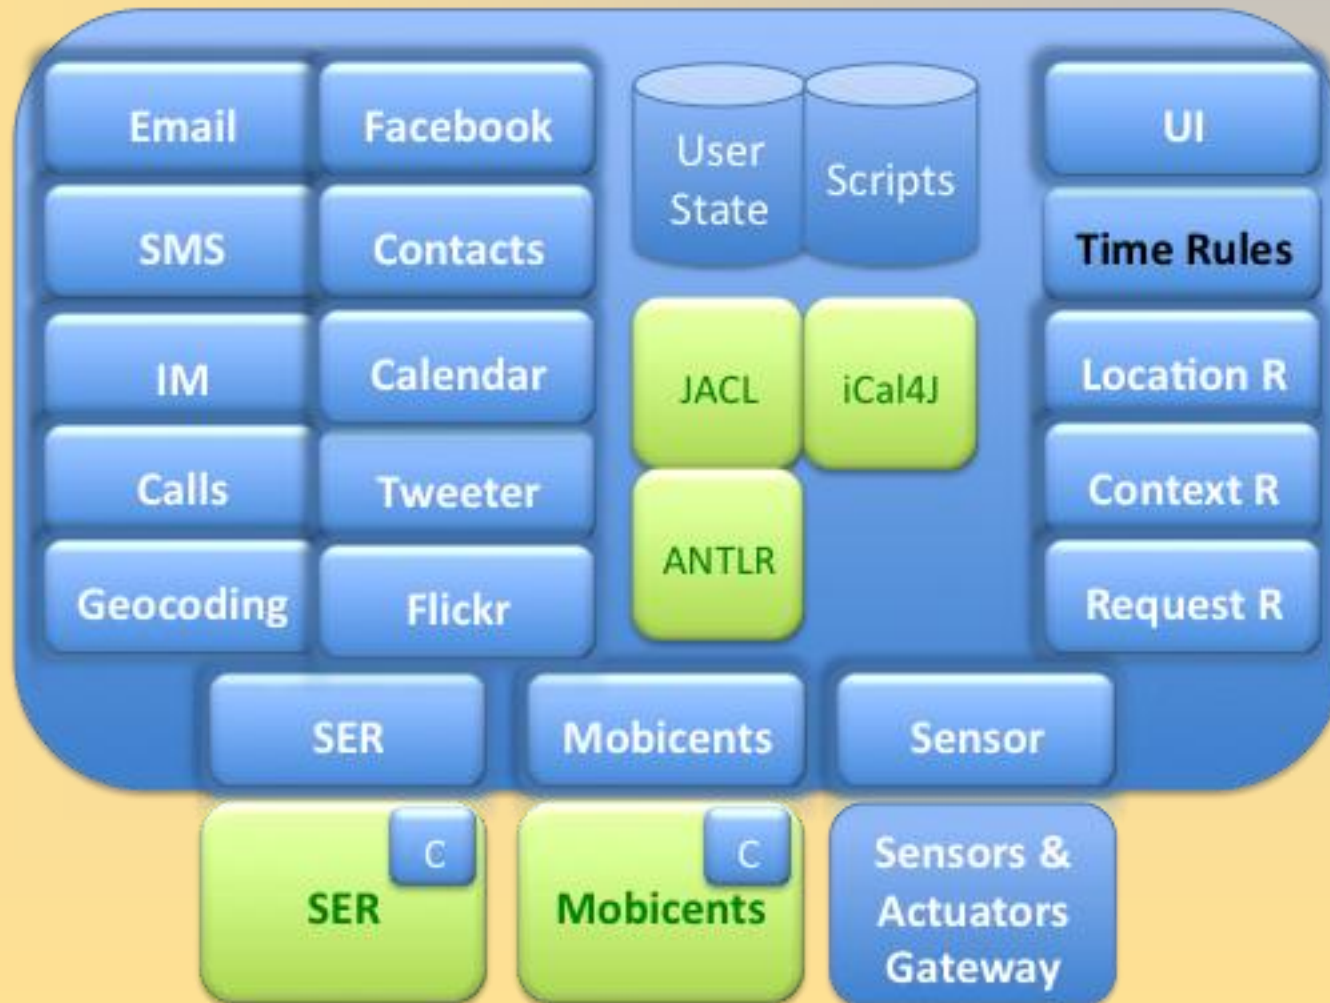 Email
Facebook
User
State
Scripts
UI
SMS
Contacts
Time Rules
IM
Calendar
JACL
iCal4J
Location R
Calls
Tweeter
ANTLR
Context R
Geocoding
Flickr
Request R
SER
Mobicents
Sensor
C
SER
C
Mobicents
Sensors &
Actuators
Gateway